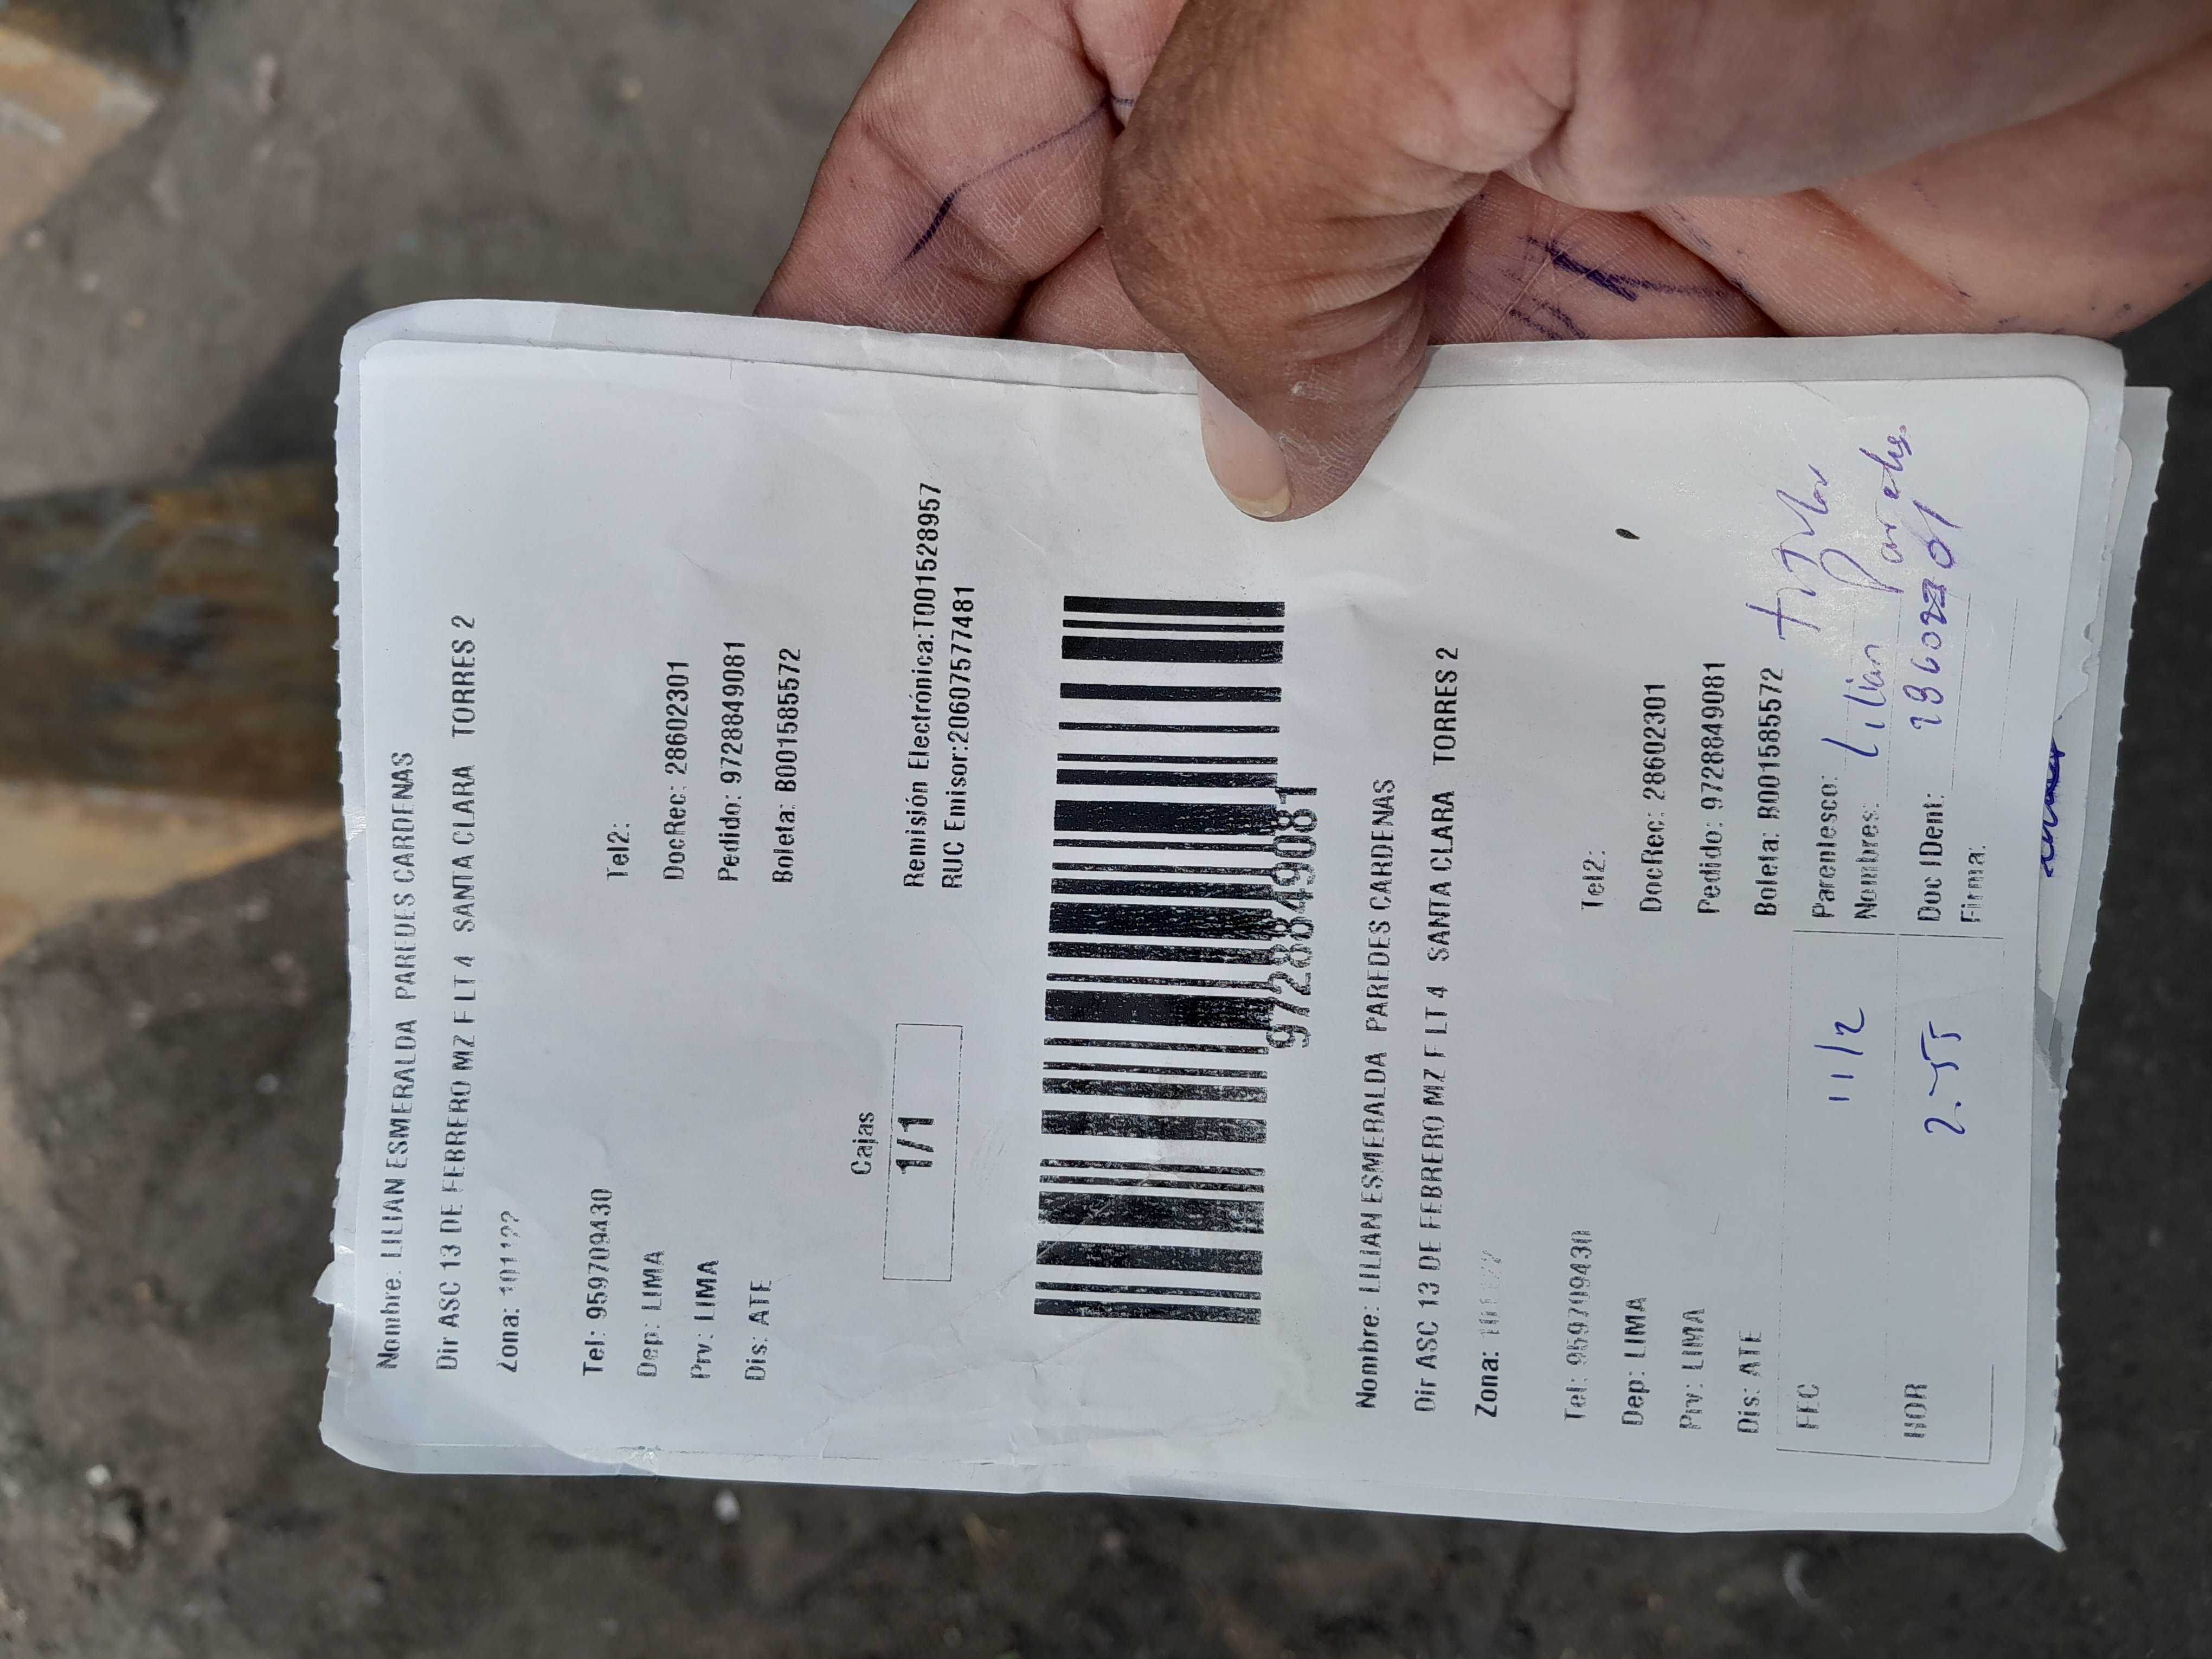 Nombre: LILIAN ESMERALDA PAREDES CARDENAS
Dir ASC 13 DE FEBRERO MZ F LT 4 SANTA CLARA TORRES 2
Zona:
Tel: 959709430 Tel2:
Dep: LIMA DocRec: 28602301
Prv: LIMA Pedido: 9728849081
Dis: ATE Boleta: B001585572
Cajas
1/1
Remisión Electrónica:T001528957
RUC Emisor:20607577481
9728849081
Nombre: LILIAN ESMERALDA PAREDES CARDENAS
Dir ASC 13 DE FEBRERO MZ F LT 4 SANTA CLARA TORRES 2
Zona:
Tel: 959709430 Tel2:
Dep: LIMA DocRec: 28602301
Prv: LIMA Pedido: 9728849081
Dis: ATE Boleta: B001585572
FEC 11/2 Parentesco: titular
Nombres: Lilian Paredes
HOR 2:55 Doc IDent:
Firma: